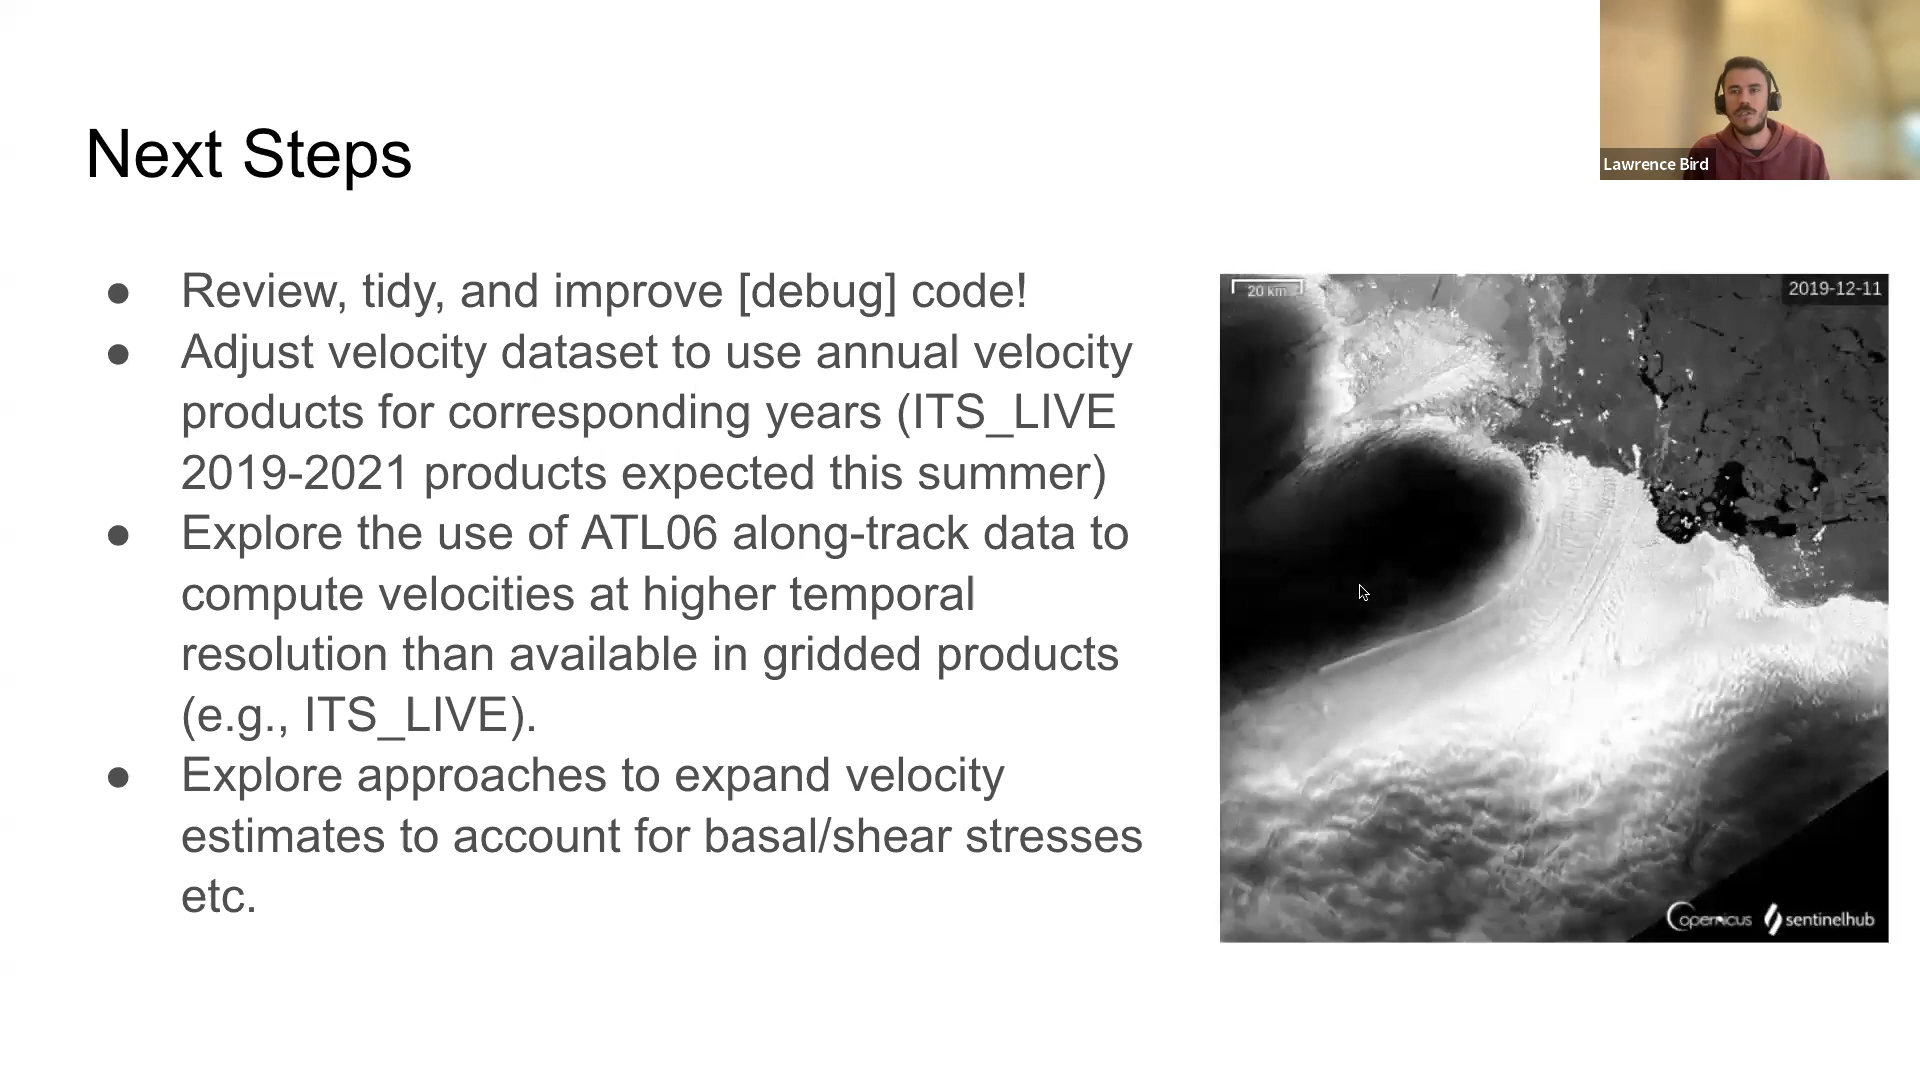 Next Steps
Lawrence Bird
● Review, tidy, and improve [debug] code!
● Adjust velocity dataset to use annual velocity
products for corresponding years (ITS_LIVE
2019-2021 products expected this summer)
● Explore the use of ATL06 along-track data to
compute velocities at higher temporal
resolution than available in gridded products
(e.g., ITS_LIVE).
● Explore approaches to expand velocity
estimates to account for basal/shear stresses
etc.
20 km
2019-12-11
opernicus
sentinelhub